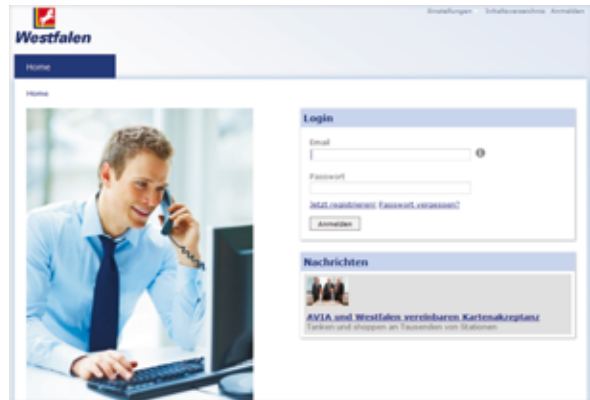 Einstellungen Inhaltsverzeichnis Anmelden
Westfalen
Home
Home
Login
Email
Passwort
Jetzt registrieren! Passwort vergessen?
Anmelden
Nachrichten
AVIA und Westfalen vereinbaren Kartenakzeptanz
Tanken und shoppen an Tausenden von Stationen